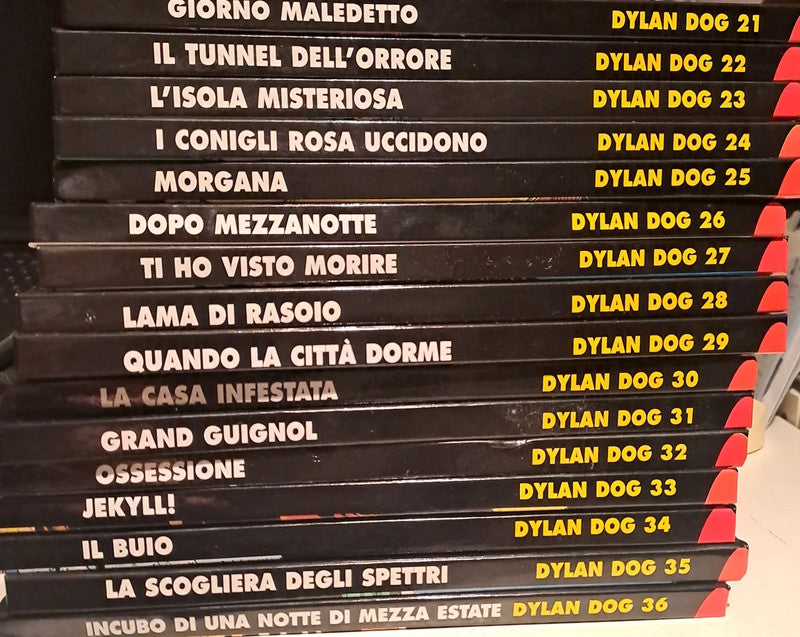 GIORNO MALEDETTO DYLAN DOG 21
IL TUNNEL DELL'ORRORE DYLAN DOG 22
L'ISOLA MISTERIOSA DYLAN DOG 23
I CONIGLI ROSA UCCIDONO DYLAN DOG 24
MORGANA DYLAN DOG 25
DOPO MEZZANOTTE DYLAN DOG 26
TI HO VISTO MORIRE DYLAN DOG 27
LAMA DI RASOIO DYLAN DOG 28
QUANDO LA CITTÀ DORME DYLAN DOG 29
LA CASA INFESTATA DYLAN DOG 30
GRAND GUIGNOL DYLAN DOG 31
OSSESSIONE DYLAN DOG 32
JEKYLL! DYLAN DOG 33
IL BUIO DYLAN DOG 34
LA SCOGLIERA DEGLI SPETTRI DYLAN DOG 35
INCUBO DI UNA NOTTE DI MEZZA ESTATE DYLAN DOG 36